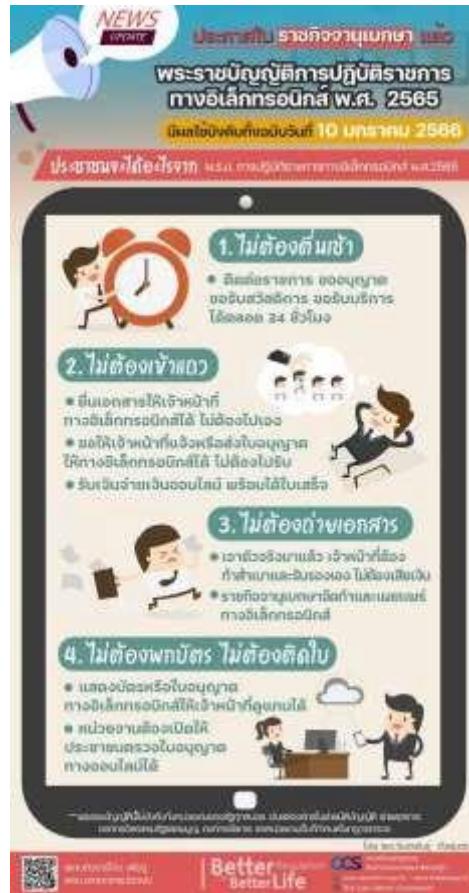 NEWS
UPDATE
ประกาศใน ราชกิจจานุเบกษา แล้ว
พระราชบัญญัติการปฏิบัติราชการ
ทางอิเล็กทรอนิกส์ พ.ศ. 2565
มีผลใช้บังคับทั้งฉบับวันที่ 10 มกราคม 2566
ประชาชนจะได้อะไรจาก พ.ร.บ. การปฏิบัติราชการทางอิเล็กทรอนิกส์ พ.ศ.2565
1. ไม่ต้องตื่นเช้า
● ติดต่อราชการ ขออนุญาต
ขอรับสวัสดิการ ขอรับบริการ
ได้ตลอด 24 ชั่วโมง
2. ไม่ต้องเข้าแถว
● ยื่นเอกสารให้เจ้าหน้าที่
ทางอิเล็กทรอนิกส์ได้ ไม่ต้องไปเอง
● ขอให้เจ้าหน้าที่แจ้งหรือส่งใบอนุญาต
ให้ทางอิเล็กทรอนิกส์ได้ ไม่ต้องไปรับ
● รับเงินจ่ายเงินออนไลน์ พร้อมได้ใบเสร็จ
3. ไม่ต้องถ่ายเอกสาร
● เอาตัวจริงมาแล้ว เจ้าหน้าที่ต้อง
ทำสำเนาและรับรองเอง ไม่ต้องเสียเงิน
● ราชกิจจานุเบกษาจัดทำและเผยแพร่
ทางอิเล็กทรอนิกส์
4. ไม่ต้องพกบัตร ไม่ต้องติดใบ
● แสดงบัตรหรือใบอนุญาต
ทางอิเล็กทรอนิกส์ให้เจ้าหน้าที่ดูแทนได้
● หน่วยงานต้องเปิดให้
ประชาชนตรวจใบอนุญาต
ทางออนไลน์ได้
Better Regulation
Better Life
OCS